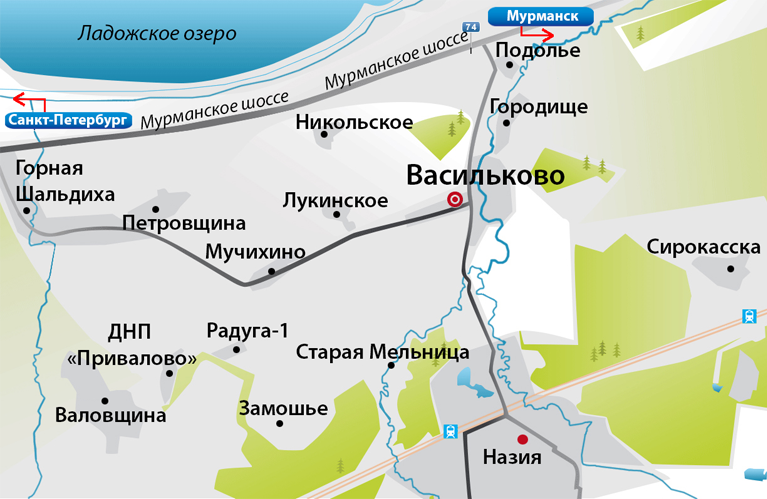 Ладожское озеро
Мурманск
74
Мурманское шоссе
Подолье
Санкт-Петербург
Мурманское шоссе
Городище
Никольское
Горная
Шальдиха
Васильково
Лукинское
Петровщина
Мучихино
Сирокасска
ДНП
«Привалово»
Радуга-1
Старая Мельница
Валовщина
Замошье
Назия